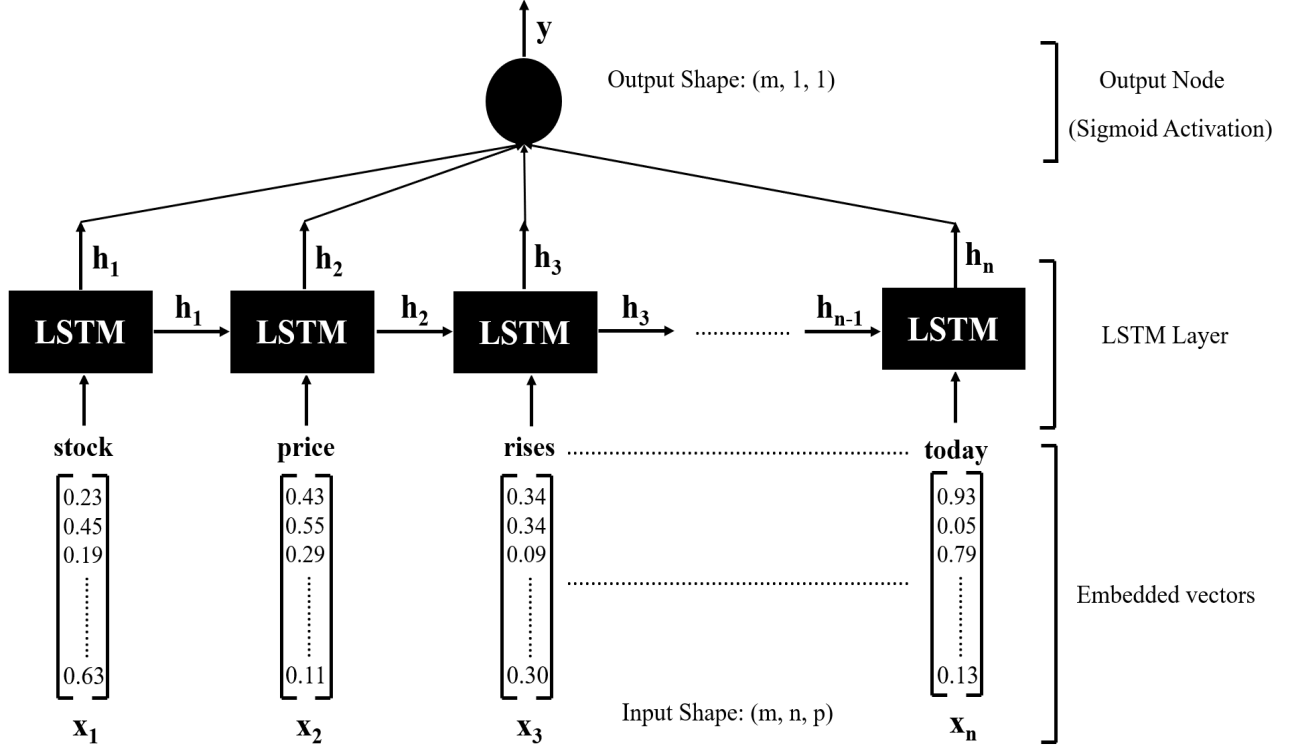 y
Output Shape: (m, 1, 1)
Output Node
(Sigmoid Activation)
h1 h2 h3 hn
LSTM h1 LSTM h2 LSTM h3 ................ hn-1 LSTM
LSTM Layer
stock price rises today
0.23 0.43 0.34 0.93
0.45 0.55 0.34 0.05
0.19 0.29 0.09 0.79
Embedded vectors
0.63 0.11 0.30 0.13
Input Shape: (m, n, p)
x1 x2 x3 xn